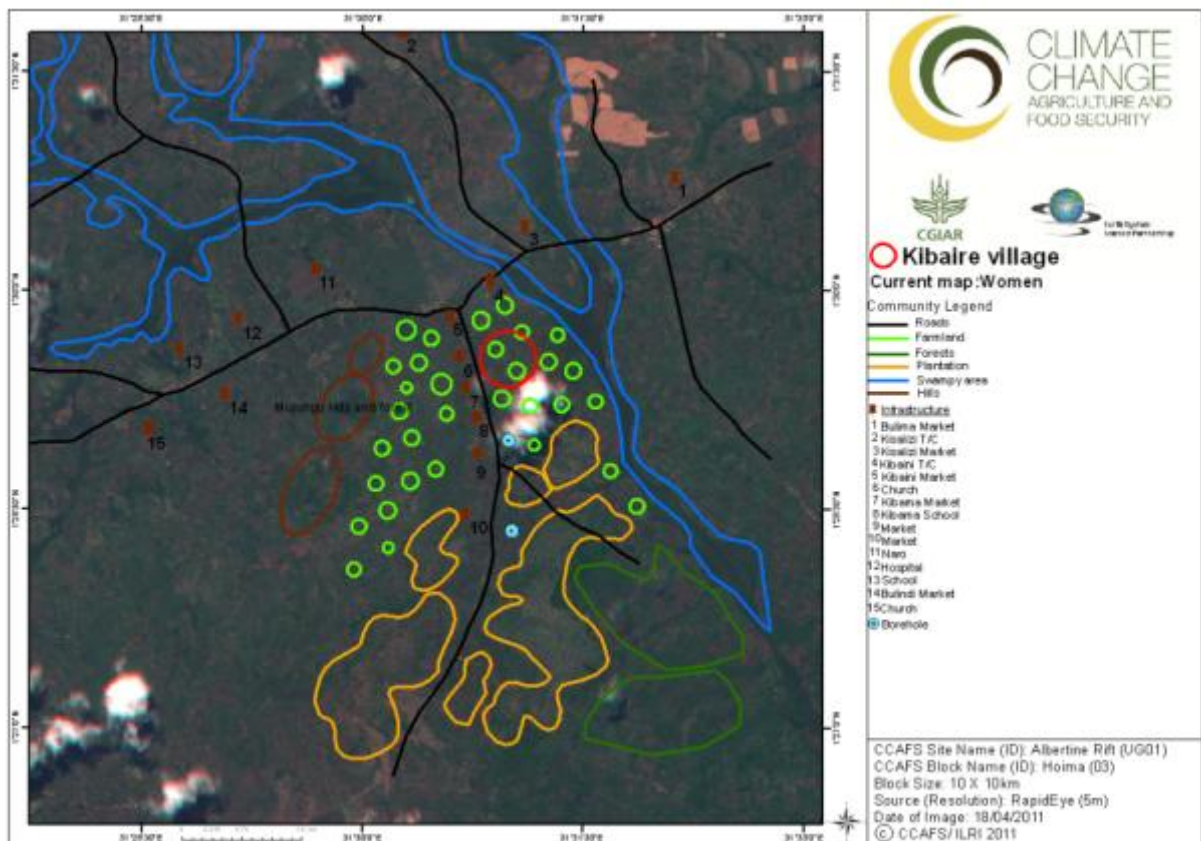 2
1
3
4
11
5
12
6
13
7
14
8
15
9
10
CLIMATE
CHANGE
AGRICULTURE AND
FOOD SECURITY
CGIAR
Kibaire village
Current map:Women
Community Legend
Roads
Farmland
Forests
Plantation
Swampy area
Hills
Infrastructure
1 Bulima Market
2 Kisalizi T/C
3 Kisalizi Market
4 Kibaini T/C
5 Kibaini Market
6 Church
7 Kibama Market
8 Kibama School
9 Market
10 Market
11 Naro
12 Hospital
13 School
14 Bulindi Market
15 Church
Borehole
CCAFS Site Name (ID): Albertine Rift (UG01)
CCAFS Block Name (ID): Hoima (03)
Block Size: 10 X 10km
Source (Resolution): RapidEye (5m)
Date of Image: 18/04/2011
© CCAFS/ILRI 2011